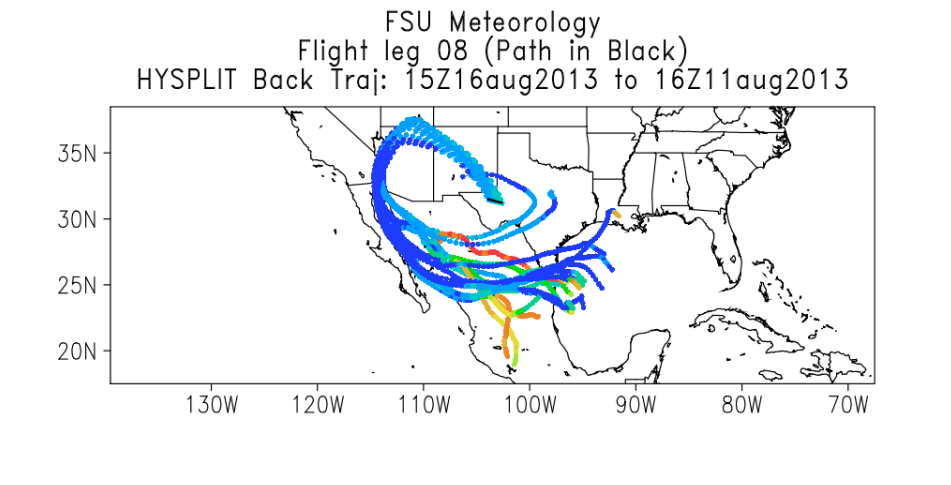 FSU Meteorology
Flight leg 08 (Path in Black)
HYSPLIT Back Traj: 15Z16aug2013 to 16Z11aug2013
35N
30N
25N
20N
130W 120W 110W 100W 90W 80W 70W